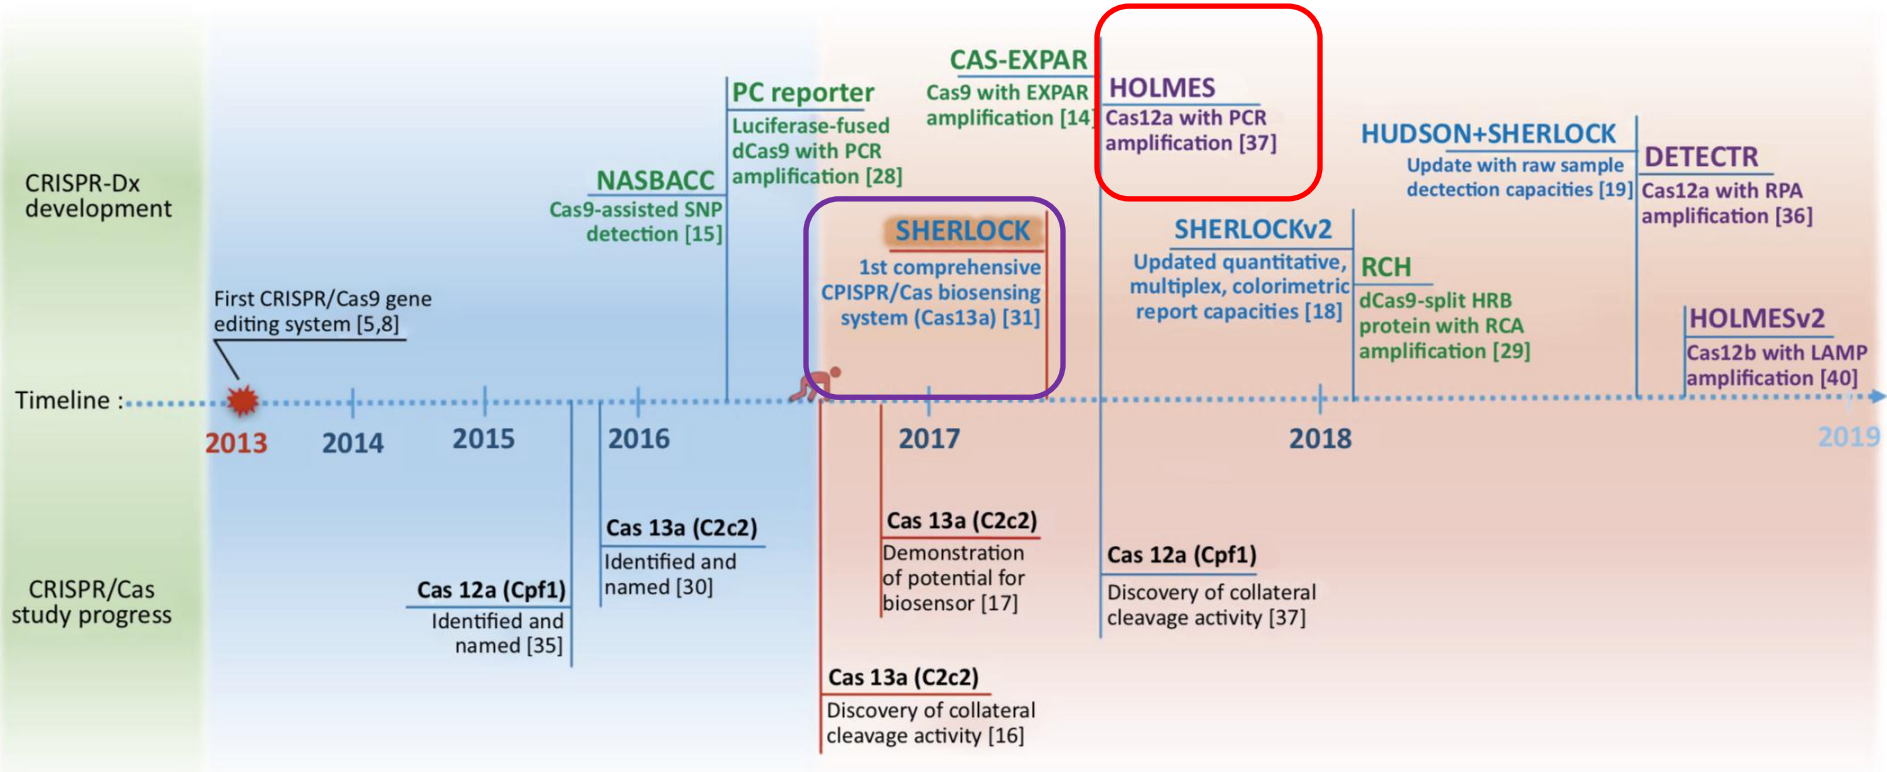 CRISPR-Dx
development
First CRISPR/Cas9 gene
editing system [5,8]
NASBACC
Cas9-assisted SNP
detection [15]
PC reporter
Luciferase-fused
dCas9 with PCR
amplification [28]
SHERLOCK
1st comprehensive
CPISPR/Cas biosensing
system (Cas13a) [31]
CAS-EXPAR
Cas9 with EXPAR
amplification [14]
HOLMES
Cas12a with PCR
amplification [37]
SHERLOCKv2
Updated quantitative,
multiplex, colorimetric
report capacities [18]
RCH
dCas9-split HRB
protein with RCA
amplification [29]
HUDSON+SHERLOCK
Update with raw sample
dectection capacities [19]
DETECTR
Cas12a with RPA
amplification [36]
HOLMESv2
Cas12b with LAMP
amplification [40]
Timeline :
2013
2014
2015
2016
2017
2018
2019
CRISPR/Cas
study progress
Cas 12a (Cpf1)
Identified and
named [35]
Cas 13a (C2c2)
Identified and
named [30]
Cas 13a (C2c2)
Discovery of collateral
cleavage activity [16]
Cas 13a (C2c2)
Demonstration
of potential for
biosensor [17]
Cas 12a (Cpf1)
Discovery of collateral
cleavage activity [37]